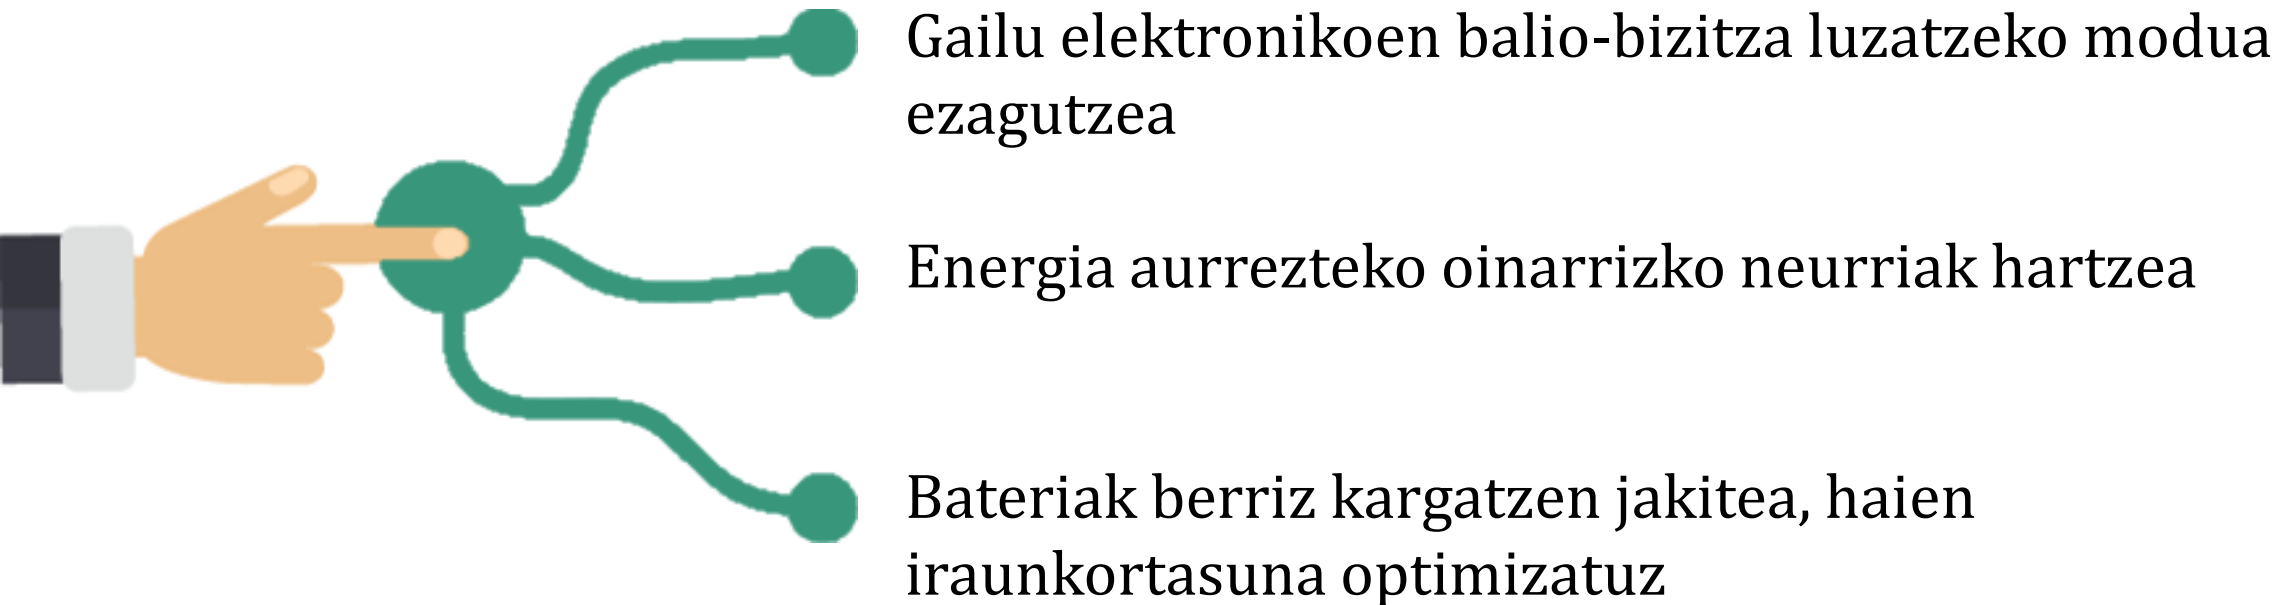 Gailu elektronikoen balio-bizitza luzatzeko modua
ezagutzea
Energia aurrezteko oinarrizko neurriak hartzea
Bateriak berriz kargatzen jakitea, haien
iraunkortasuna optimizatuz